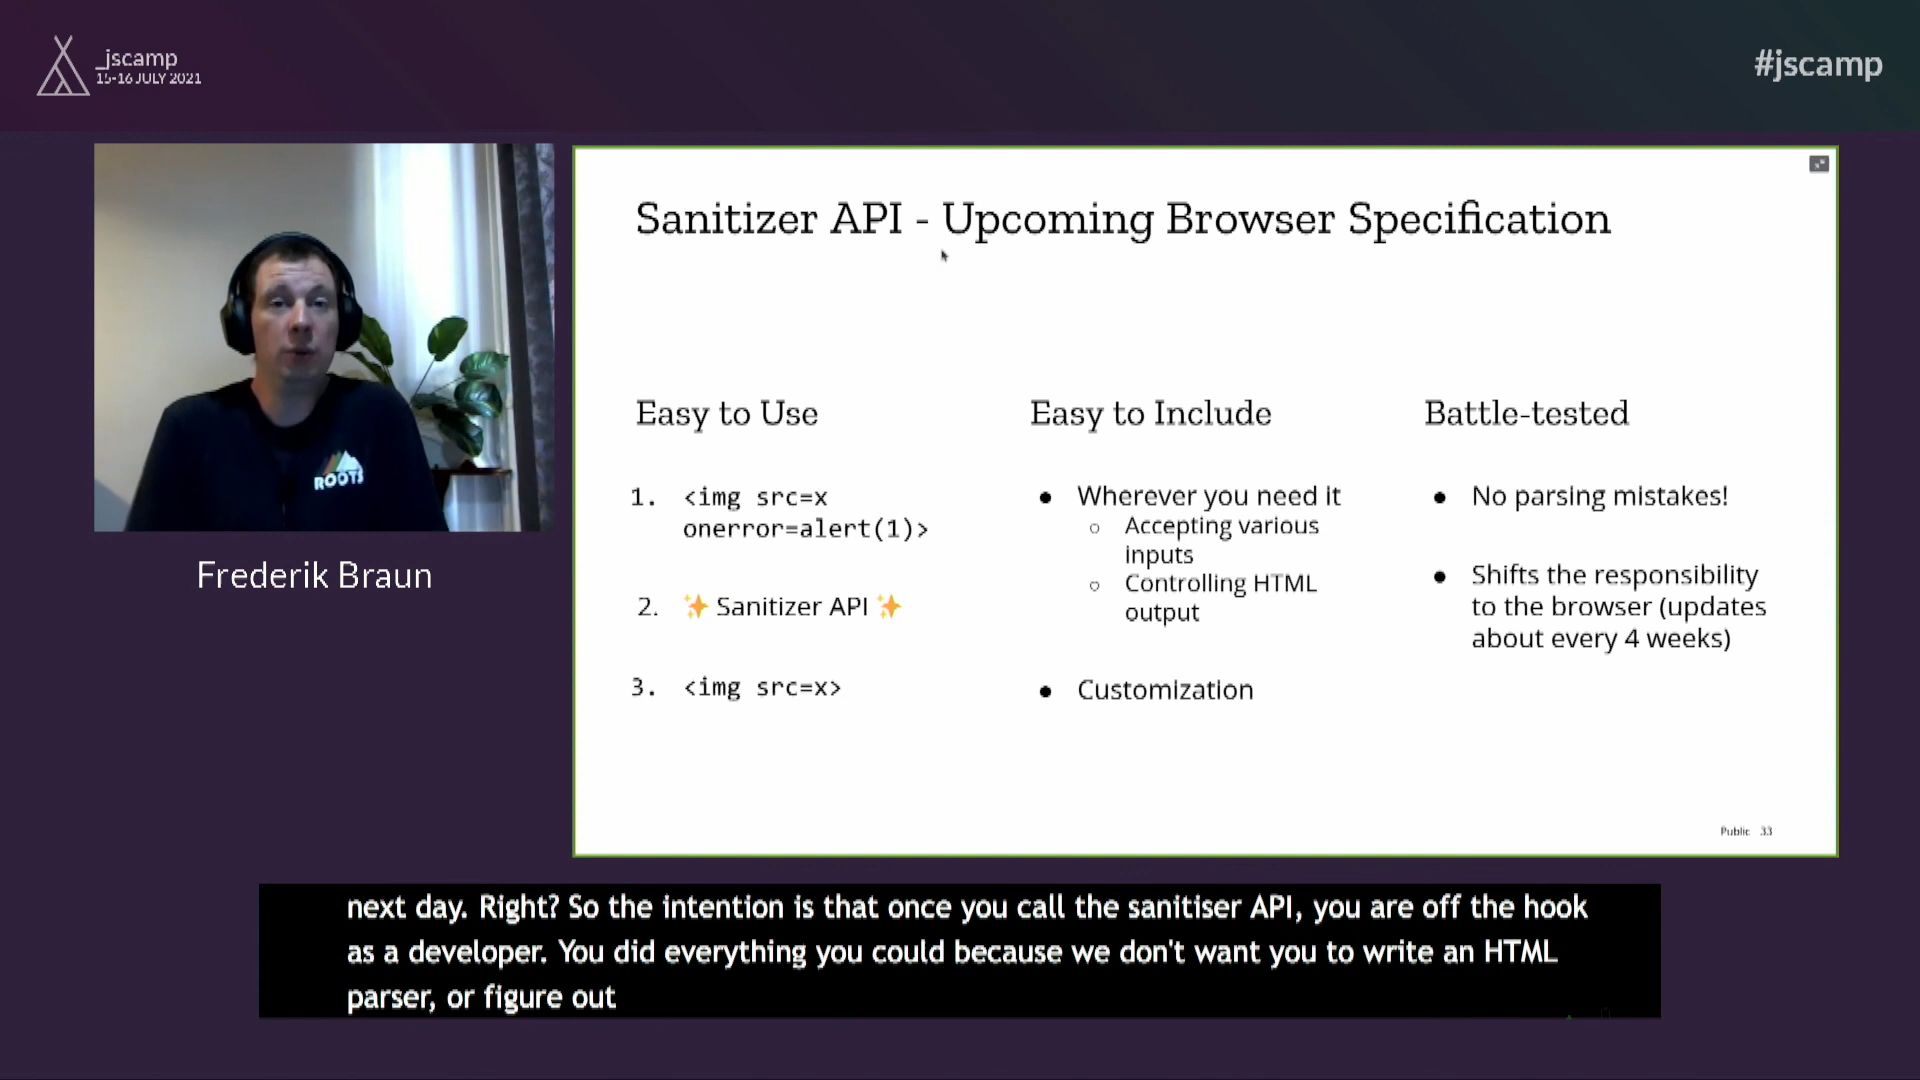 _jscamp
15-16 JULY 2021
#jscamp
ROOTS
Frederik Braun
Sanitizer API - Upcoming Browser Specification
Easy to Use
1. <img src=x
onerror=alert(1)>
2. ✨ Sanitizer API ✨
3. <img src=x>
Easy to Include
● Wherever you need it
○ Accepting various
inputs
○ Controlling HTML
output
● Customization
Battle-tested
● No parsing mistakes!
● Shifts the responsibility
to the browser (updates
about every 4 weeks)
Public 33
next day. Right? So the intention is that once you call the sanitiser API, you are off the hook
as a developer. You did everything you could because we don't want you to write an HTML
parser, or figure out